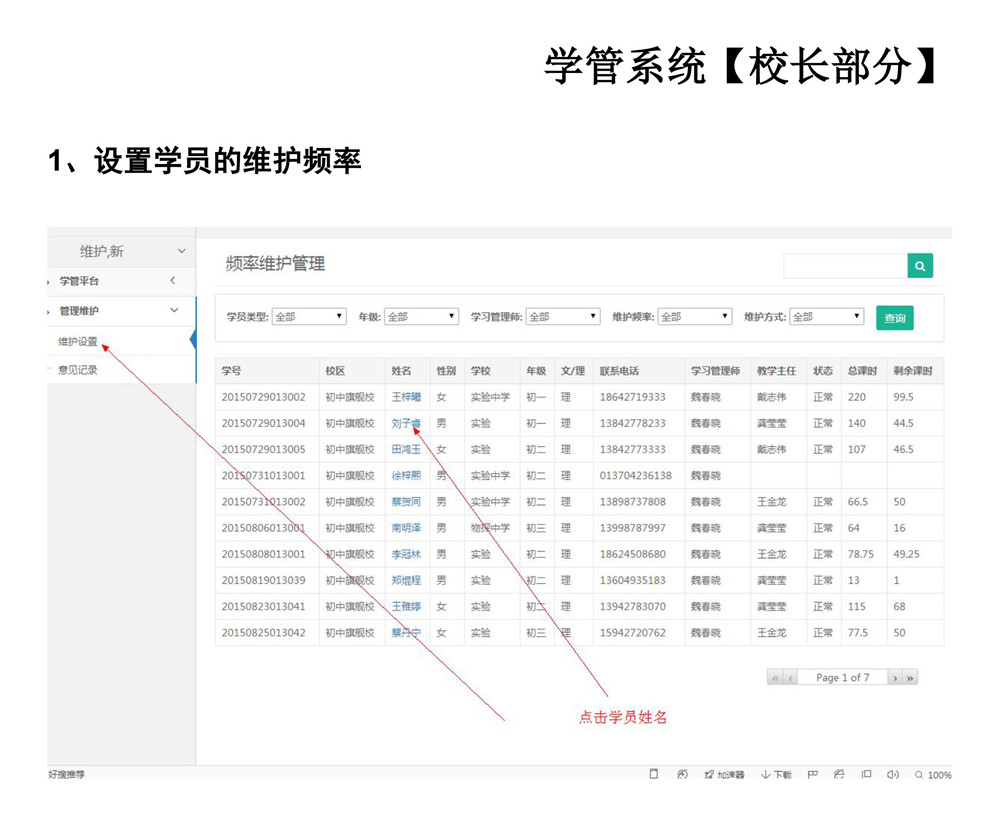 学管系统【校长部分】
1、设置学员的维护频率
维护,新
学管平台
管理维护
维护设置
意见记录
频率维护管理
学员类型: 全部 年级: 全部 学习管理师: 全部 维护频率: 全部 维护方式: 全部 查询
学号 校区 姓名 性别 学校 年级 文/理 联系电话 学习管理师 教学主任 状态 总课时 剩余课时
20150729013002 初中旗舰校 王梓曦 女 实验中学 初一 理 18642719333 魏春晓 戴志伟 正常 220 99.5
20150729013004 初中旗舰校 刘子睿 男 实验 初一 理 13842778233 魏春晓 龚莹莹 正常 140 44.5
20150729013005 初中旗舰校 田鸿玉 女 实验 初二 理 13842773333 魏春晓 戴志伟 正常 107 46.5
20150731013001 初中旗舰校 徐梓熙 男 实验中学 初二 理 013704236138 魏春晓
20150731013002 初中旗舰校 蔡贺同 男 实验中学 初二 理 13898737808 魏春晓 王金龙 正常 66.5 50
20150806013001 初中旗舰校 南明泽 男 物探中学 初三 理 13998787997 魏春晓 龚莹莹 正常 64 16
20150808013001 初中旗舰校 李冠林 男 实验 初二 理 18624508680 魏春晓 王金龙 正常 78.75 49.25
20150819013039 初中旗舰校 郑焜程 男 实验 初二 理 13604935183 魏春晓 龚莹莹 正常 13 1
20150823013041 初中旗舰校 王雅婷 女 实验 初二 理 13942783070 魏春晓 龚莹莹 正常 115 68
20150825013042 初中旗舰校 蔡丹宁 女 实验 初三 理 15942720762 魏春晓 王金龙 正常 77.5 50
« ‹ Page 1 of 7 › »
点击学员姓名
好搜推荐 加速器 下载 100%